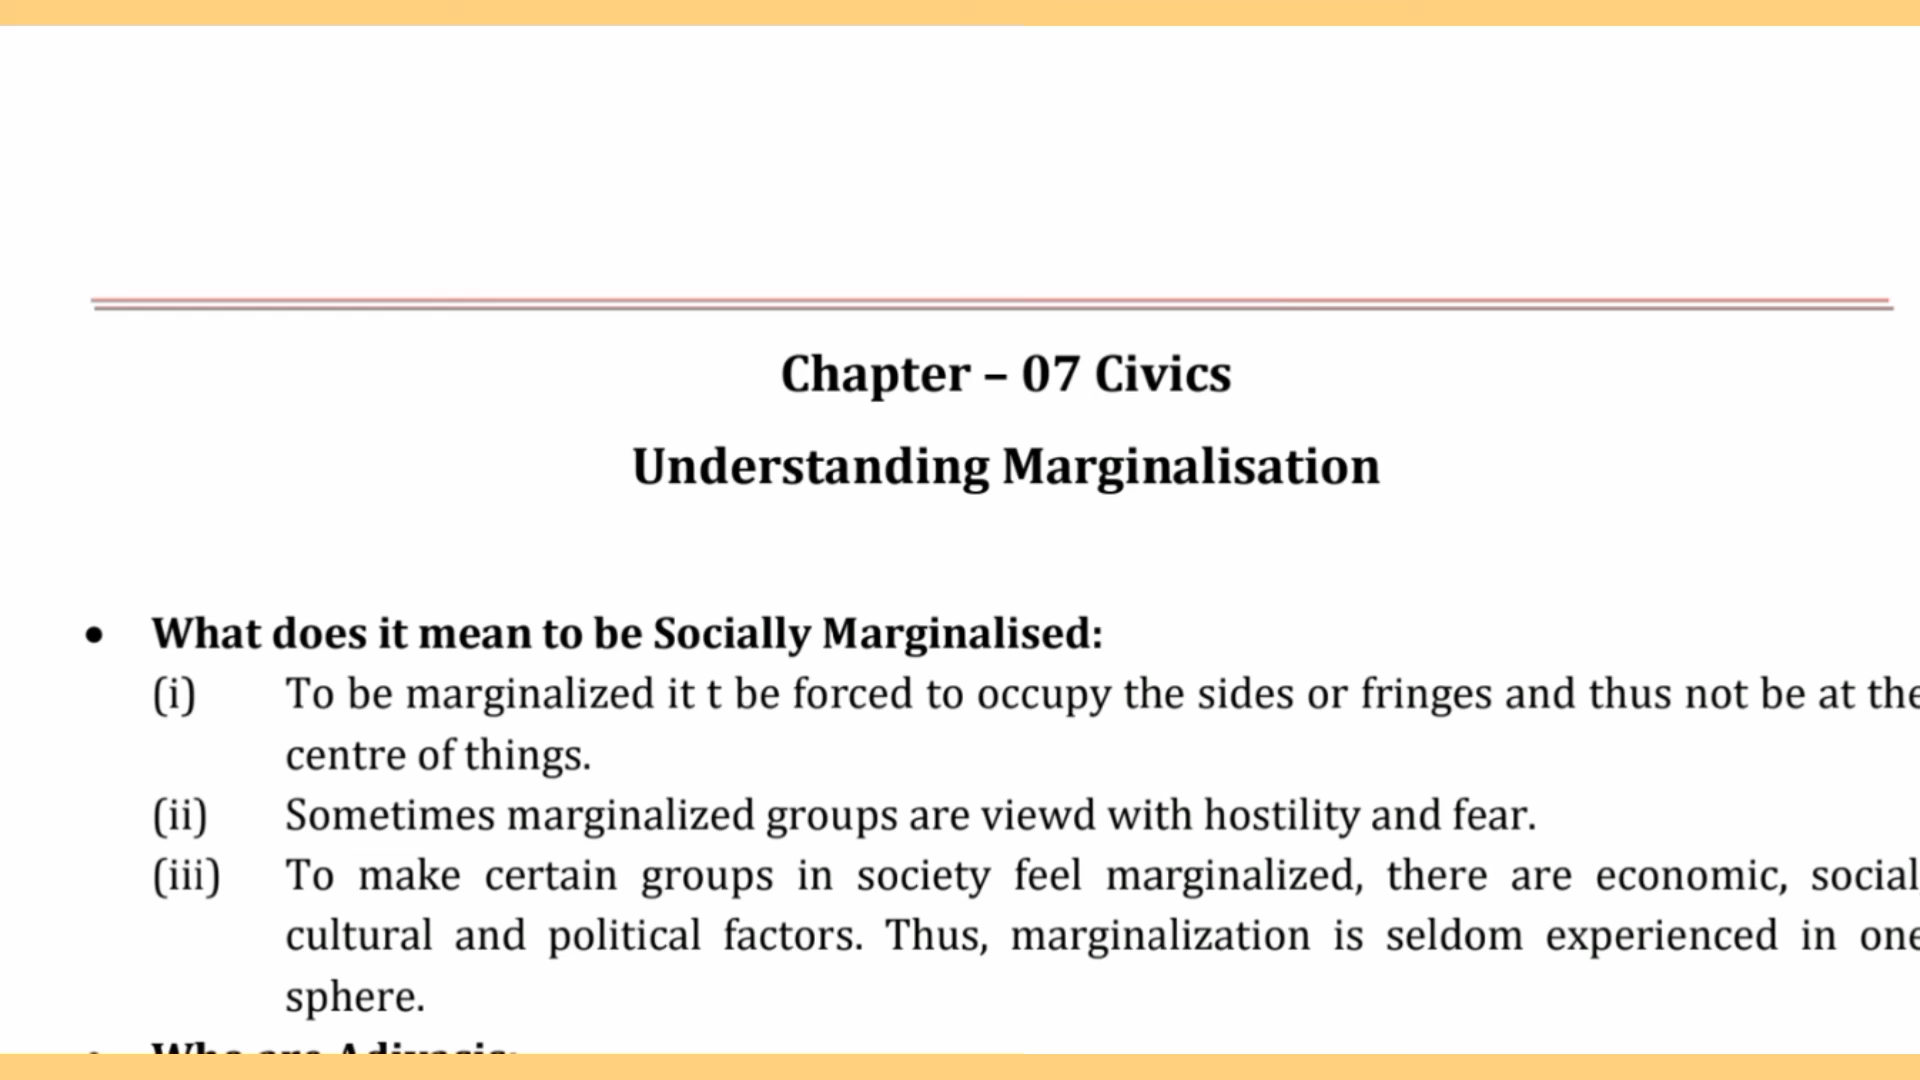 Chapter – 07 Civics
Understanding Marginalisation
• What does it mean to be Socially Marginalised:
(i) To be marginalized it t be forced to occupy the sides or fringes and thus not be at the
centre of things.
(ii) Sometimes marginalized groups are viewd with hostility and fear.
(iii) To make certain groups in society feel marginalized, there are economic, social,
cultural and political factors. Thus, marginalization is seldom experienced in one
sphere.
• Who are Adivasis: